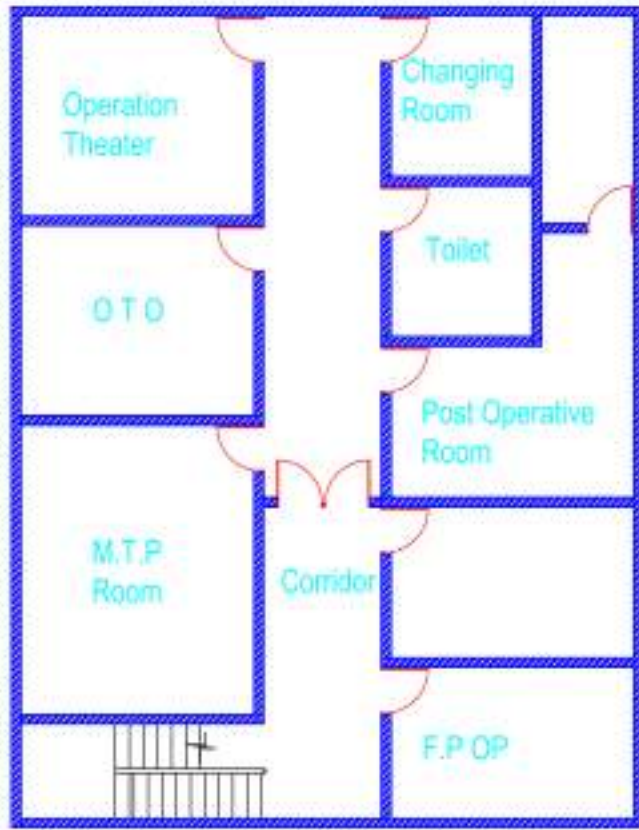 Operation
Theater
Changing
Room
Toilet
O T O
Post Operative
Room
M.T.P
Room
Corridor
F.P OP